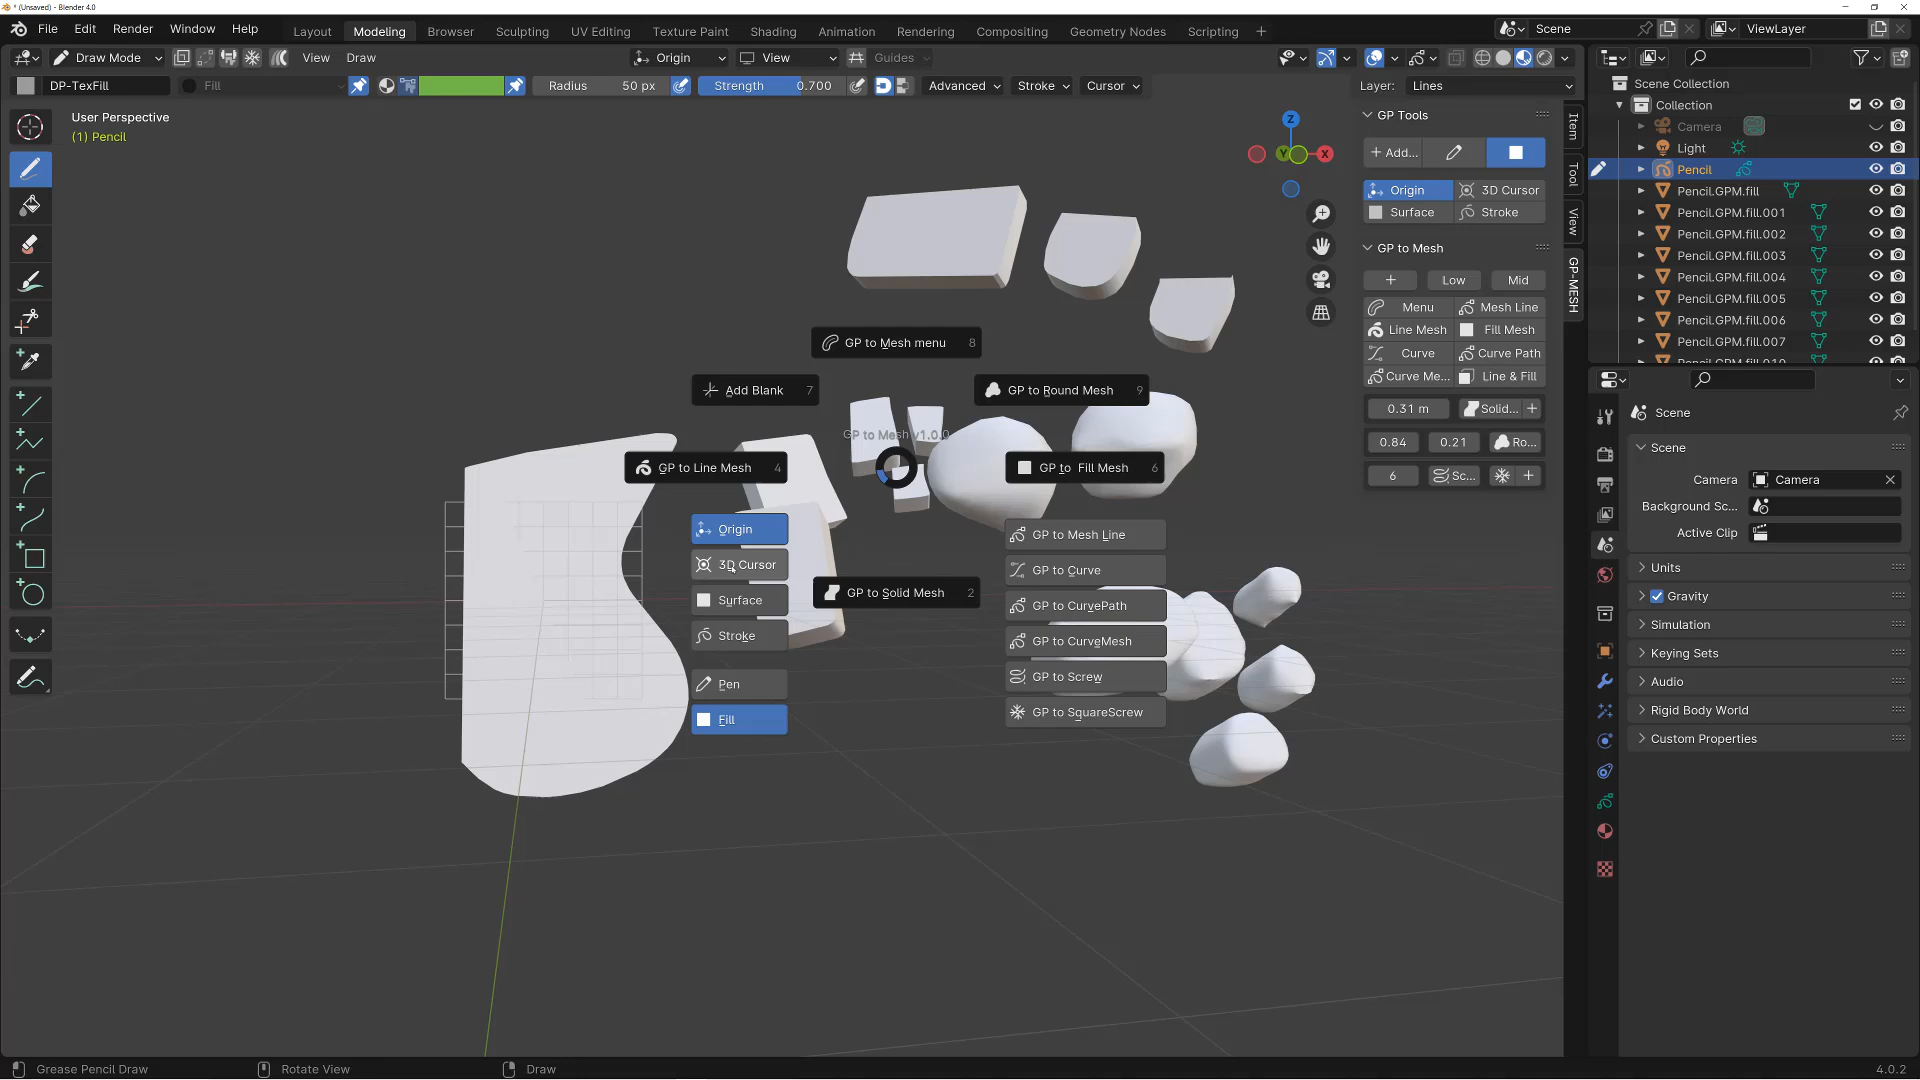 * (Unsaved) - Blender 4.0
File Edit Render Window Help
Layout Modeling Browser Sculpting UV Editing Texture Paint Shading Animation Rendering Compositing Geometry Nodes Scripting +
Scene
ViewLayer
Draw Mode View Draw
Origin View Guides
DP-TexFill Fill Radius 50 px Strength 0.700 Advanced Stroke Cursor
Layer: Lines
User Perspective
(1) Pencil
Z
Y
X
GP Tools
+ Add...
Origin 3D Cursor
Surface Stroke
GP to Mesh
+ Low Mid
Menu Mesh Line
Line Mesh Fill Mesh
Curve Curve Path
Curve Me... Line & Fill
0.31 m Solid... +
0.84 0.21 Ro...
6 Sc... +
Item
Tool
View
GP-MESH
GP to Mesh menu 8
Add Blank 7
GP to Round Mesh 9
GP to Mesh v1.0.0
GP to Line Mesh 4
GP to Fill Mesh 6
Origin
3D Cursor
Surface
Stroke
Pen
Fill
GP to Solid Mesh 2
GP to Mesh Line
GP to Curve
GP to CurvePath
GP to CurveMesh
GP to Screw
GP to SquareScrew
Scene Collection
Collection
Camera
Light
Pencil
Pencil.GPM.fill
Pencil.GPM.fill.001
Pencil.GPM.fill.002
Pencil.GPM.fill.003
Pencil.GPM.fill.004
Pencil.GPM.fill.005
Pencil.GPM.fill.006
Pencil.GPM.fill.007
Scene
Scene
Camera Camera
Background Sc...
Active Clip
Units
Gravity
Simulation
Keying Sets
Audio
Rigid Body World
Custom Properties
Grease Pencil Draw Rotate View Draw 4.0.2